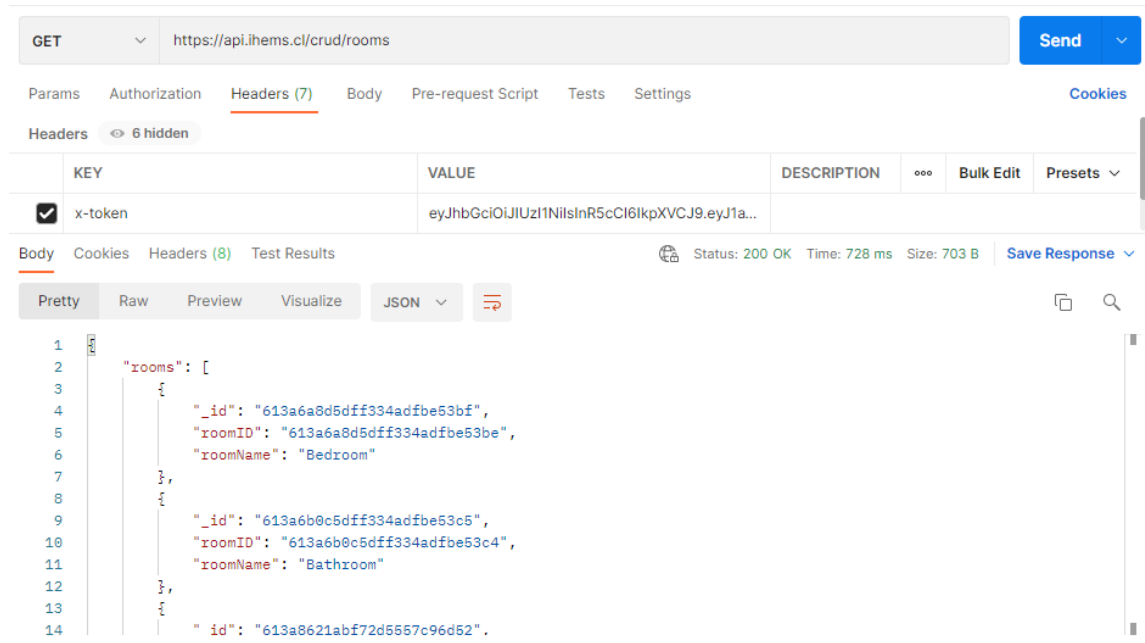 GET https://api.ihems.cl/crud/rooms Send
Params Authorization Headers (7) Body Pre-request Script Tests Settings Cookies
Headers 6 hidden
KEY VALUE DESCRIPTION ooo Bulk Edit Presets
x-token eyJhbGciOiJIUzI1NiIsInR5cCI6IkpXVCJ9.eyJ1a...
Body Cookies Headers (8) Test Results Status: 200 OK Time: 728 ms Size: 703 B Save Response
Pretty Raw Preview Visualize JSON
1 {
2 "rooms": [
3 {
4 "_id": "613a6a8d5dff334adfbe53bf",
5 "roomID": "613a6a8d5dff334adfbe53be",
6 "roomName": "Bedroom"
7 },
8 {
9 "_id": "613a6b0c5dff334adfbe53c5",
10 "roomID": "613a6b0c5dff334adfbe53c4",
11 "roomName": "Bathroom"
12 },
13 {
14 "_id": "613a8621abf72d5557c96d52",